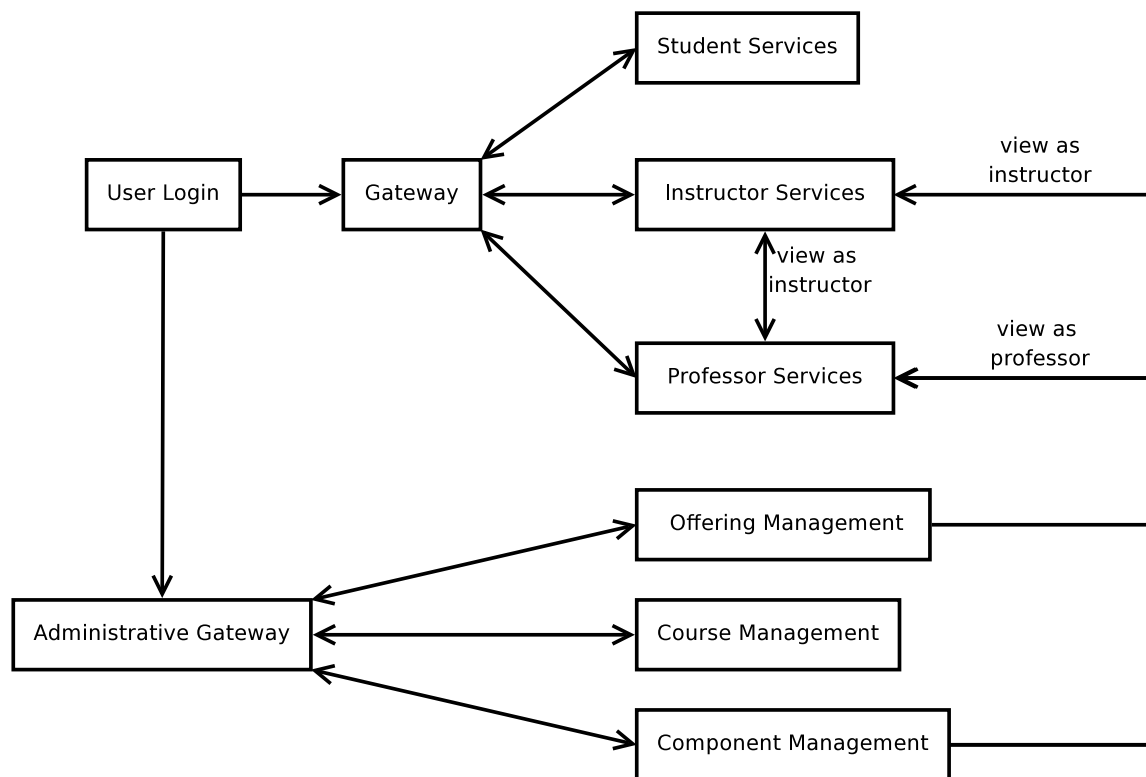 Student Services
view as
instructor
User Login
Gateway
Instructor Services
view as
instructor
view as
professor
Professor Services
Offering Management
Administrative Gateway
Course Management
Component Management